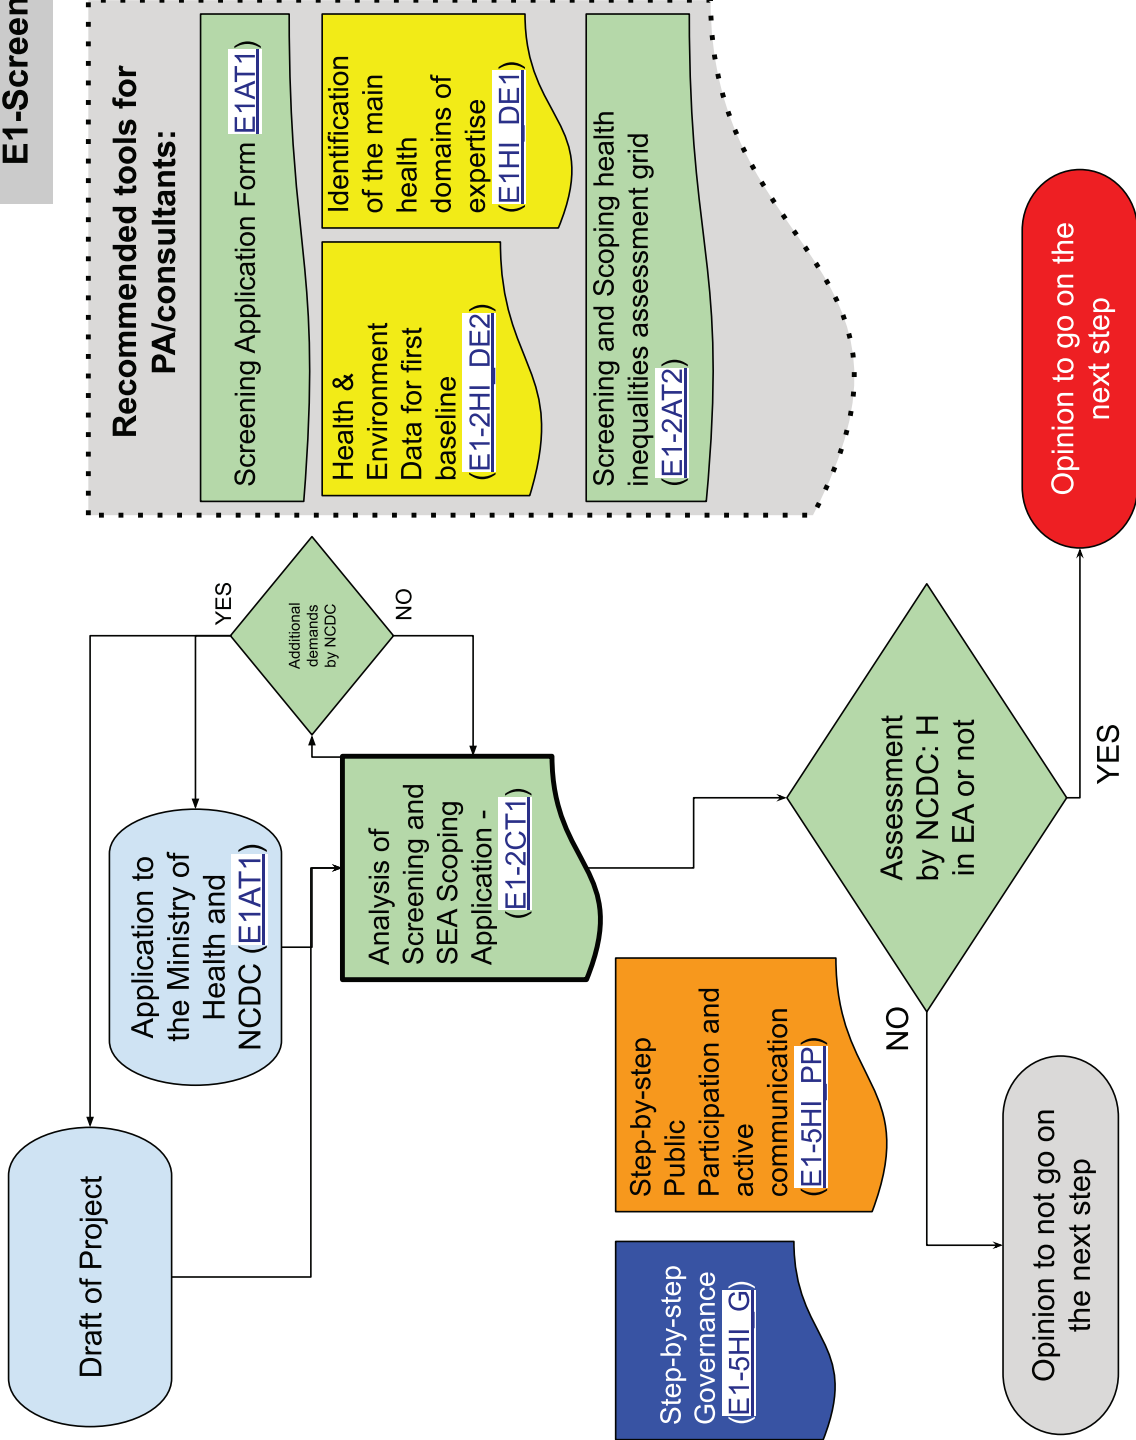 E1-Screen
Draft of Project
Application to
the Ministry of
Health and
NCDC (E1AT1)
YES
Additional
demands
by NCDC
NO
Recommended tools for
PA/consultants:
Screening Application Form (E1AT1)
Health &
Environment
Data for first
baseline
(E1-2HI_DE2)
Identification
of the main
health
domains of
expertise
(E1HI_DE1)
Screening and Scoping health
inequalities assessment grid
(E1-2AT2)
Analysis of
Screening and
SEA Scoping
Application -
(E1-2CT1)
Step-by-step
Governance
(E1-5HI_G)
Step-by-step
Public
Participation and
active
communication
(E1-5HI_PP)
NO
Assessment
by NCDC: H
in EA or not
YES
Opinion to not go on
the next step
Opinion to go on the
next step